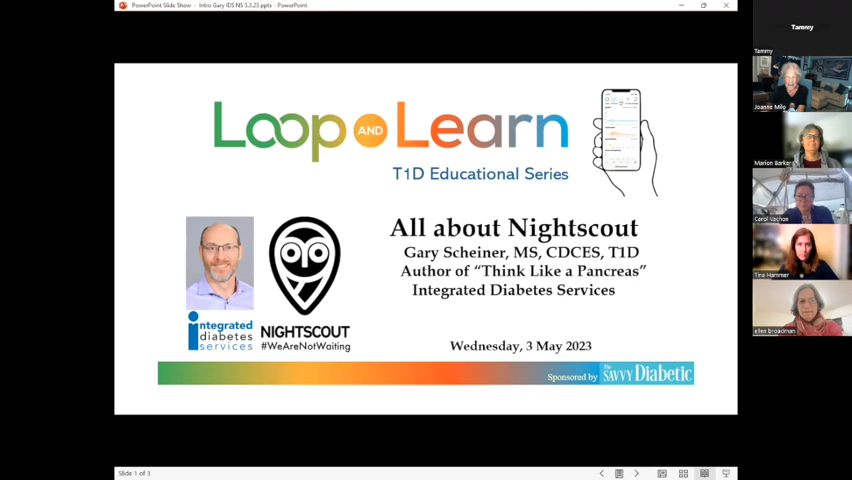 PowerPoint Slide Show - Intro Gary IDS NS 5.3.23.pptx - PowerPoint
Tammy
Tammy
Joanne Milo
Marion Barker
Carol Vachon
Tina Hammer
ellen broadman
Loop AND Learn
T1D Educational Series
All about Nightscout
Gary Scheiner, MS, CDCES, T1D
Author of “Think Like a Pancreas”
Integrated Diabetes Services
integrated
diabetes
services
NIGHTSCOUT
#WeAreNotWaiting
Wednesday, 3 May 2023
Sponsored by The SAVVY Diabetic
Slide 1 of 3